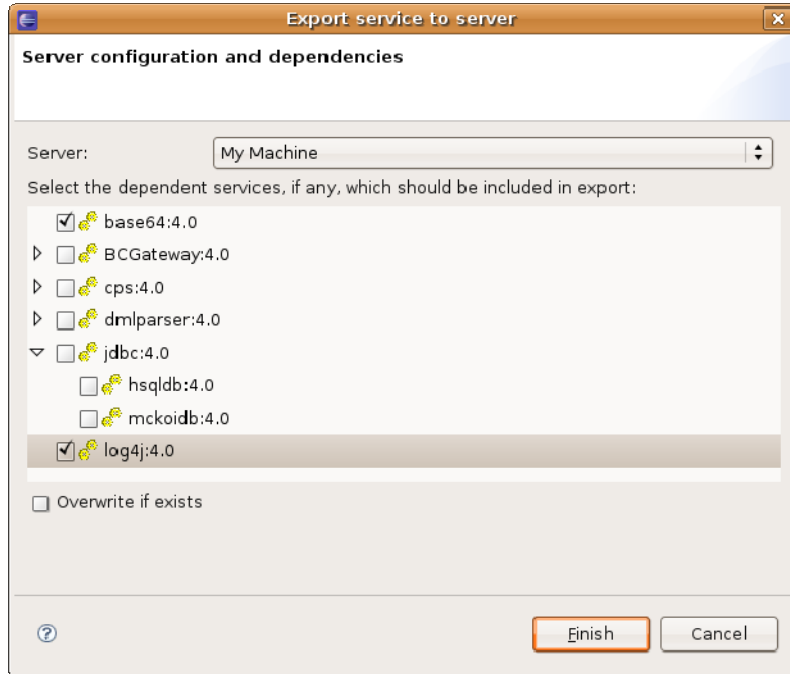 Export service to server
Server configuration and dependencies
Server: My Machine
Select the dependent services, if any, which should be included in export:
base64:4.0
BCGateway:4.0
cps:4.0
dmlparser:4.0
jdbc:4.0
hsqldb:4.0
mckoidb:4.0
log4j:4.0
Overwrite if exists
? Finish Cancel